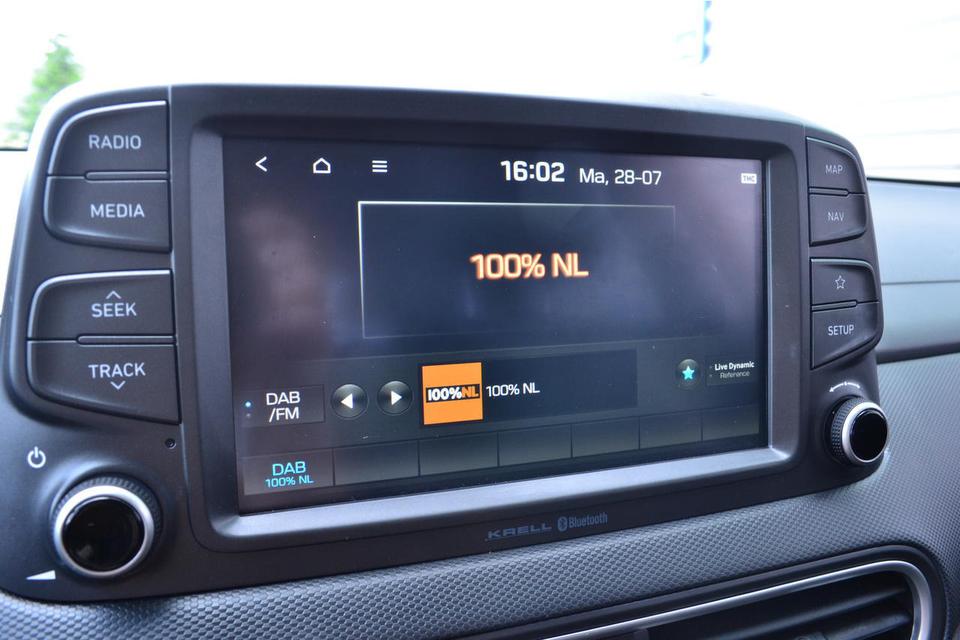 RADIO
MEDIA
SEEK
TRACK
16:02 Ma, 28-07
TMC
100% NL
DAB
/FM
100%NL
100% NL
Live Dynamic
Reference
DAB
100% NL
MAP
NAV
SETUP
KRELL Bluetooth